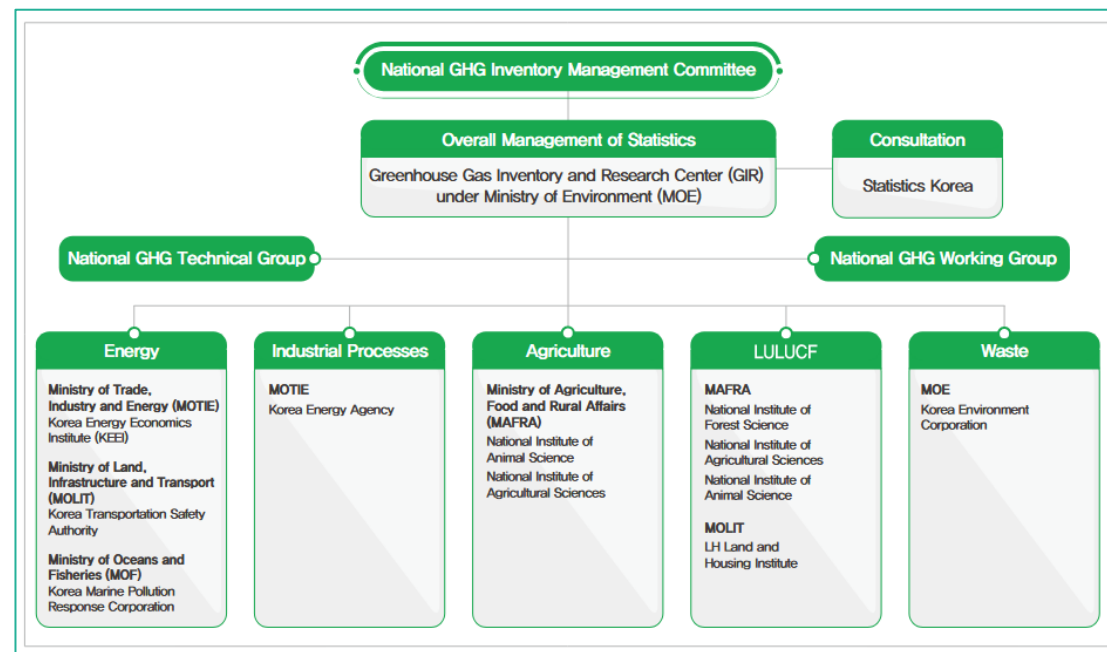 National GHG Inventory Management Committee
Overall Management of Statistics
Greenhouse Gas Inventory and Research Center (GIR)
under Ministry of Environment (MOE)
Consultation
Statistics Korea
National GHG Technical Group
National GHG Working Group
Energy
Ministry of Trade,
Industry and Energy (MOTIE)
Korea Energy Economics
Institute (KEEI)
Ministry of Land,
Infrastructure and Transport
(MOLIT)
Korea Transportation Safety
Authority
Ministry of Oceans and
Fisheries (MOF)
Korea Marine Pollution
Response Corporation
Industrial Processes
MOTIE
Korea Energy Agency
Agriculture
Ministry of Agriculture,
Food and Rural Affairs
(MAFRA)
National Institute of
Animal Science
National Institute of
Agricultural Sciences
LULUCF
MAFRA
National Institute of
Forest Science
National Institute of
Agricultural Sciences
National Institute of
Animal Science
MOLIT
LH Land and
Housing Institute
Waste
MOE
Korea Environment
Corporation